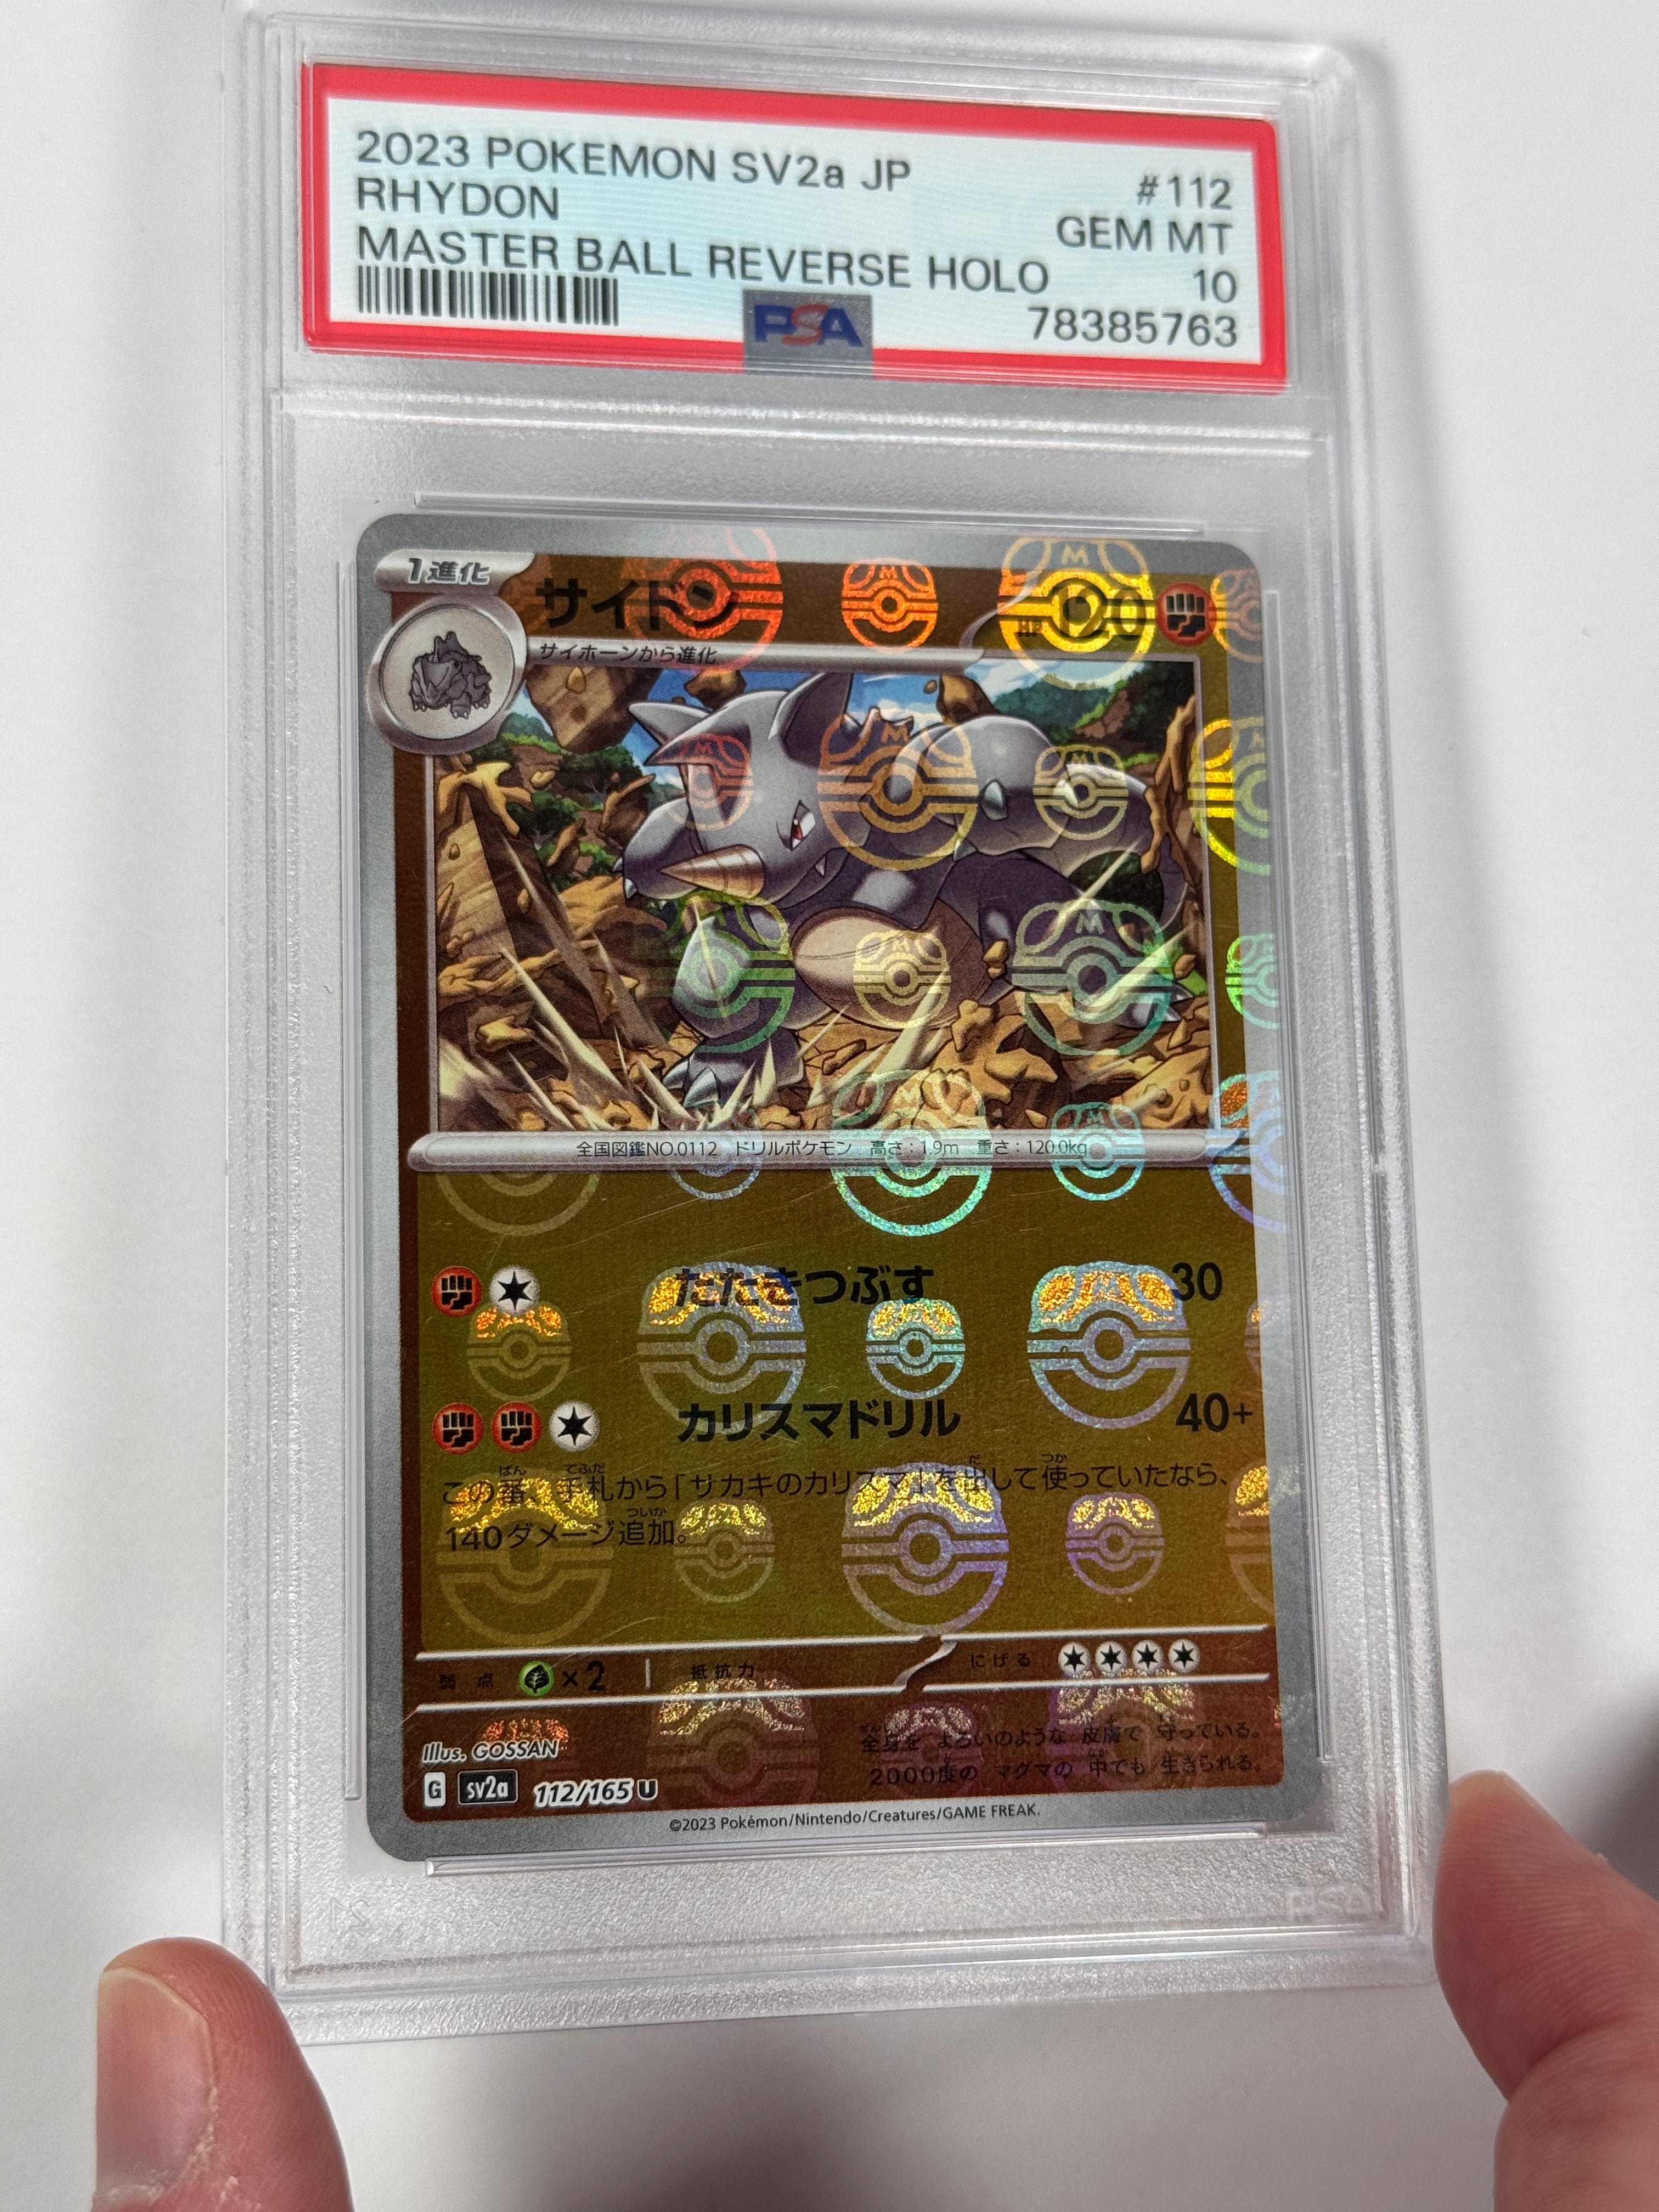 2023 POKEMON SV2a JP #112
RHYDON GEM MT
MASTER BALL REVERSE HOLO 10
PSA 78385763
1進化
サイドン HP 120
サイホーンから進化
全国図鑑NO.0112 ドリルポケモン 高さ:1.9m 重さ:120.0kg
たたきつぶす 30
カリスマドリル 40+
この番、手札から「サカキのカリスマ」を出して使っていたなら、
140ダメージ追加。
弱点 ×2 抵抗力 にげる
Illus. GOSSAN
全身を よろいのような 皮膚で 守っている。
2000度の マグマの 中でも 生きられる。
G sv2a 112/165 U
©2023 Pokémon/Nintendo/Creatures/GAME FREAK.
PSA